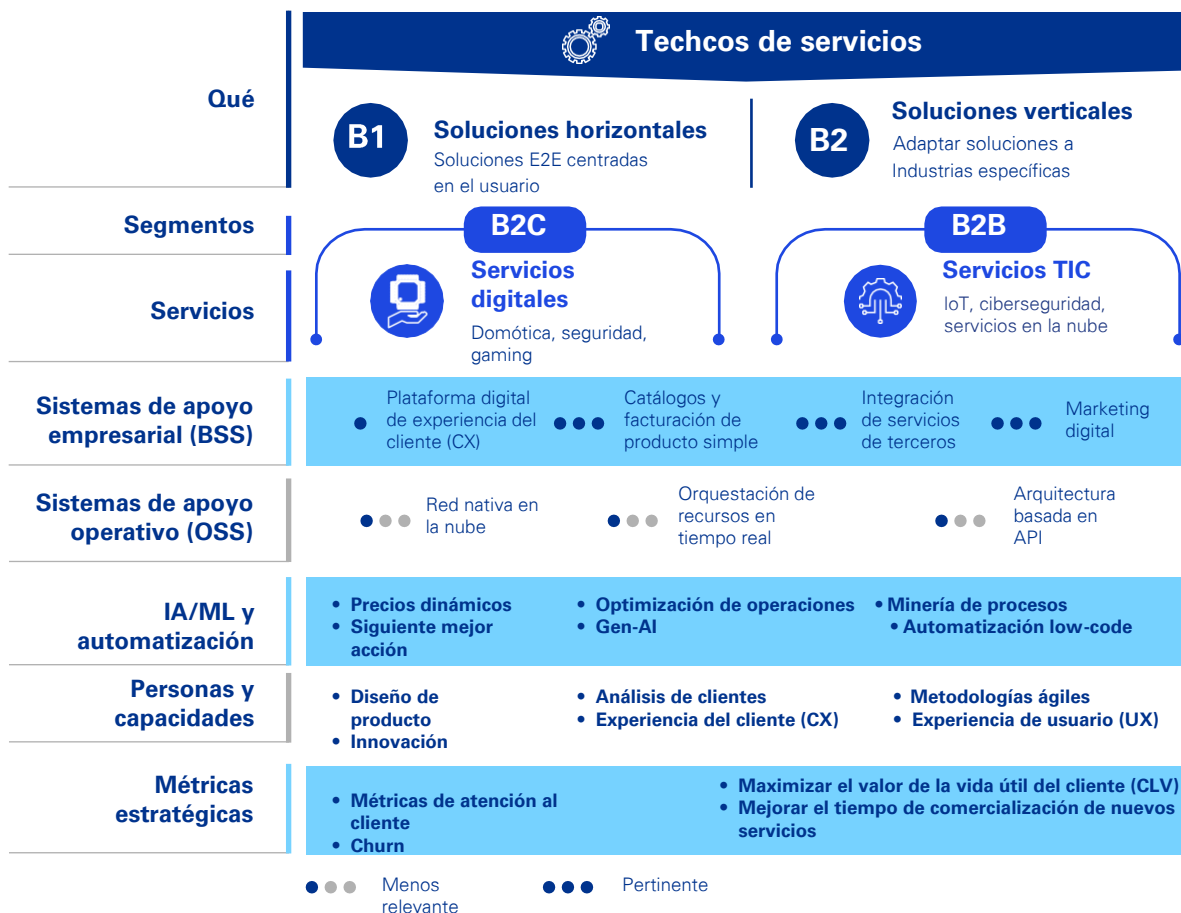 Techcos de servicios
Qué
B1
Soluciones horizontales
Soluciones E2E centradas
en el usuario
B2
Soluciones verticales
Adaptar soluciones a
Industrias específicas
Segmentos
B2C
B2B
Servicios
Servicios
digitales
Domótica, seguridad,
gaming
Servicios TIC
IoT, ciberseguridad,
servicios en la nube
Sistemas de apoyo
empresarial (BSS)
Plataforma digital
de experiencia del
cliente (CX)
Catálogos y
facturación de
producto simple
Integración
de servicios
de terceros
Marketing
digital
Sistemas de apoyo
operativo (OSS)
Red nativa en
la nube
Orquestación de
recursos en
tiempo real
Arquitectura
basada en
API
IA/ML y
automatización
• Precios dinámicos
• Siguiente mejor
acción
• Optimización de operaciones
• Gen-AI
• Minería de procesos
• Automatización low-code
Personas y
capacidades
• Diseño de
producto
• Innovación
• Análisis de clientes
• Experiencia del cliente (CX)
• Metodologías ágiles
• Experiencia de usuario (UX)
Métricas
estratégicas
• Métricas de atención al
cliente
• Churn
• Maximizar el valor de la vida útil del cliente (CLV)
• Mejorar el tiempo de comercialización de nuevos
servicios
Menos
relevante
Pertinente